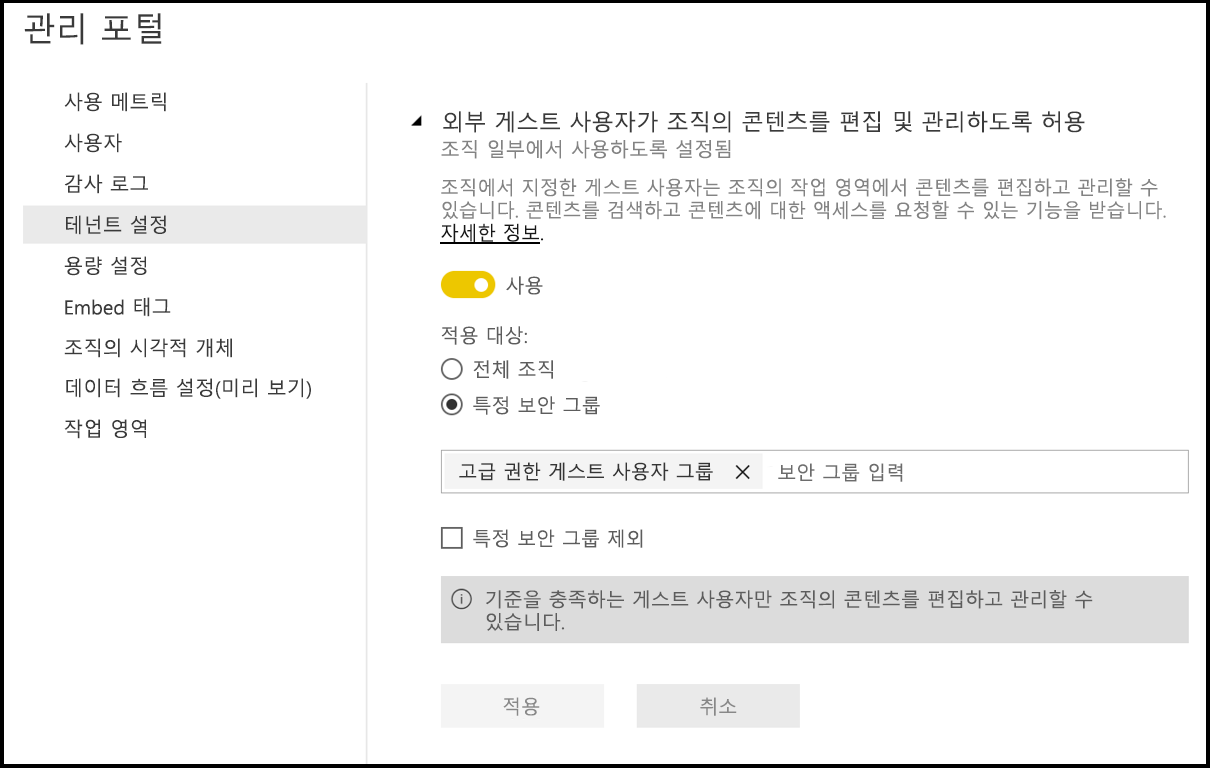 관리 포털
사용 메트릭
사용자
감사 로그
테넌트 설정
용량 설정
Embed 태그
조직의 시각적 개체
데이터 흐름 설정(미리 보기)
작업 영역
외부 게스트 사용자가 조직의 콘텐츠를 편집 및 관리하도록 허용
조직 일부에서 사용하도록 설정됨
조직에서 지정한 게스트 사용자는 조직의 작업 영역에서 콘텐츠를 편집하고 관리할 수
있습니다. 콘텐츠를 검색하고 콘텐츠에 대한 액세스를 요청할 수 있는 기능을 받습니다.
자세한 정보.
사용
적용 대상:
전체 조직
특정 보안 그룹
고급 권한 게스트 사용자 그룹 보안 그룹 입력
특정 보안 그룹 제외
기준을 충족하는 게스트 사용자만 조직의 콘텐츠를 편집하고 관리할 수
있습니다.
적용 취소